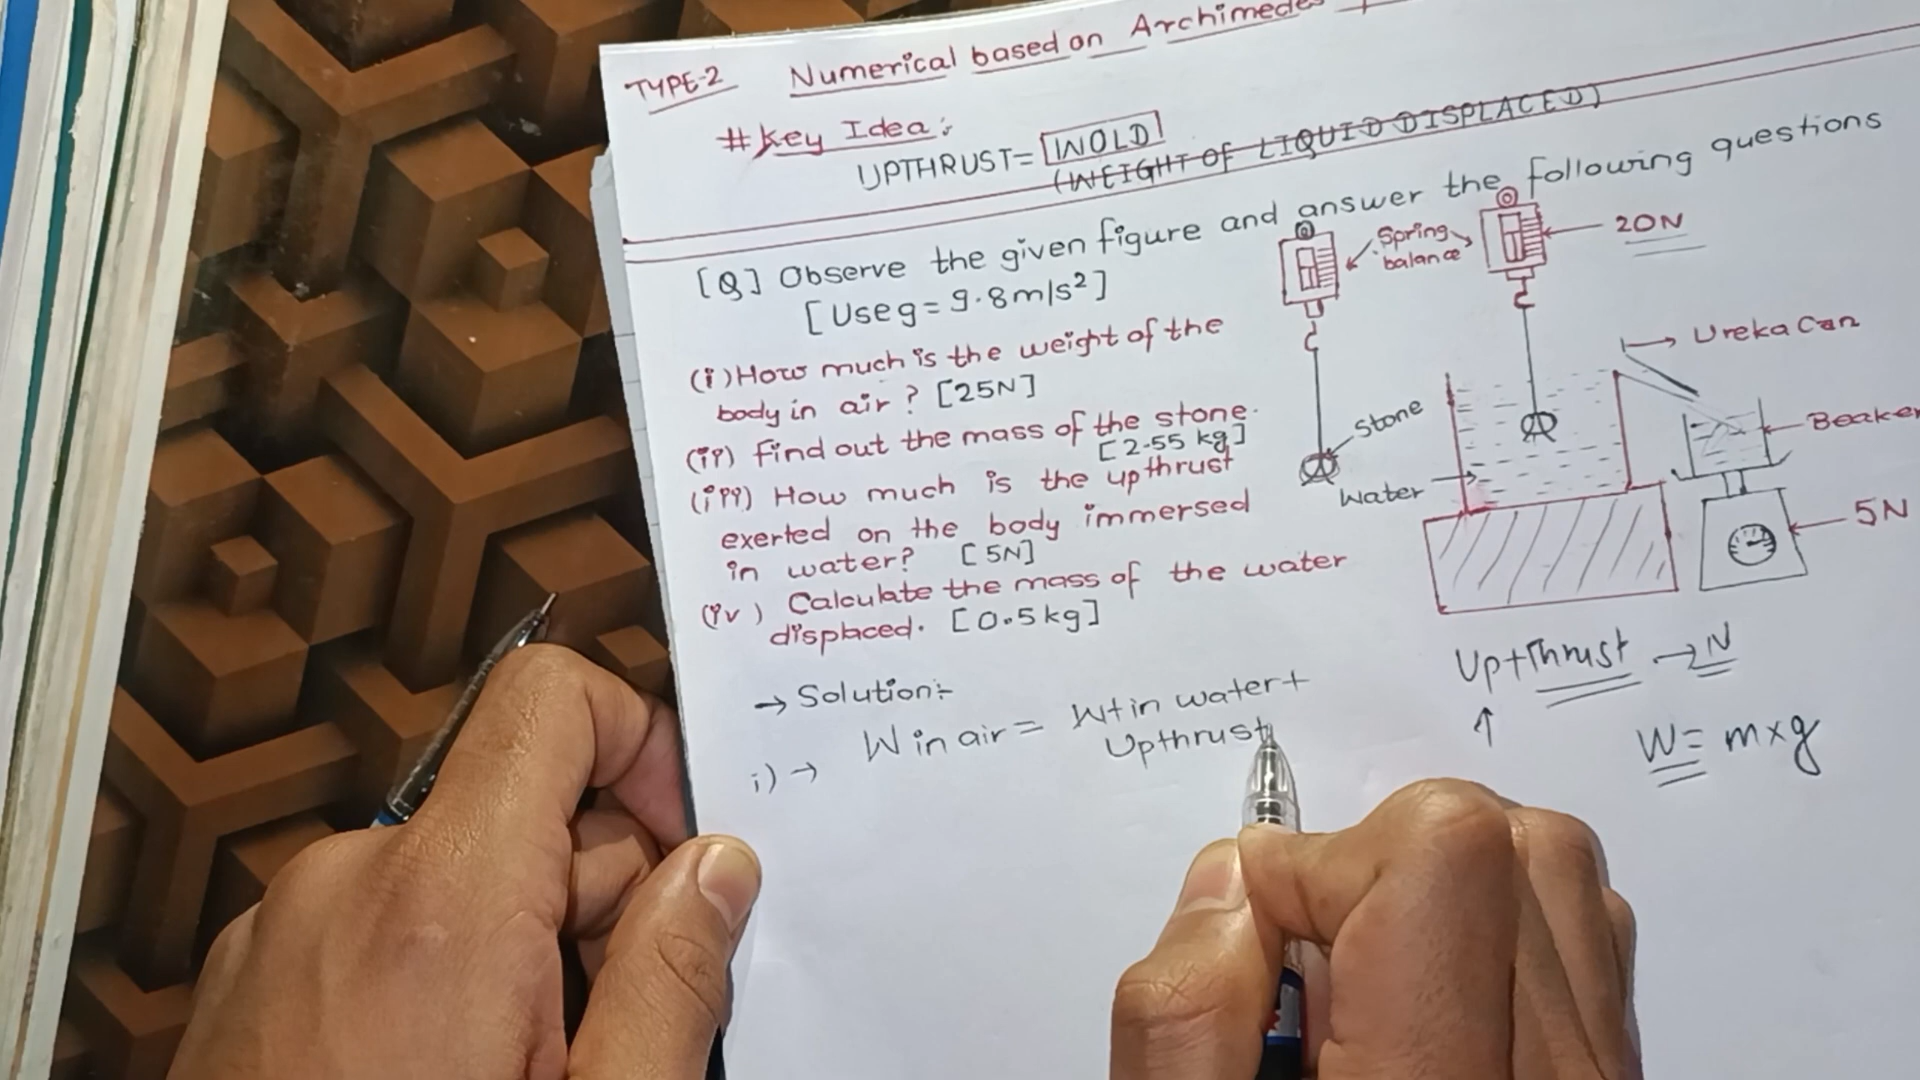 TYPE-2 Numerical based on Archimedes
#Key Idea:
UPTHRUST= WOLD
(WEIGHT OF LIQUID DISPLACED)
[Q] Observe the given figure and answer the following questions
[Use g = 9.8m/s²]
(i) How much is the weight of the
body in air? [25N]
(ii) Find out the mass of the stone.
[2.55 kg]
(iii) How much is the upthrust
exerted on the body immersed
in water? [5N]
(iv) Calculate the mass of the water
displaced. [0.5kg]
Spring
balance
20N
Ureka Can
Stone
Beaker
Water
5N
→ Solution:-
i) → W in air = Wt in water +
Upthrust
Upthrust → N
↑
W = m×g